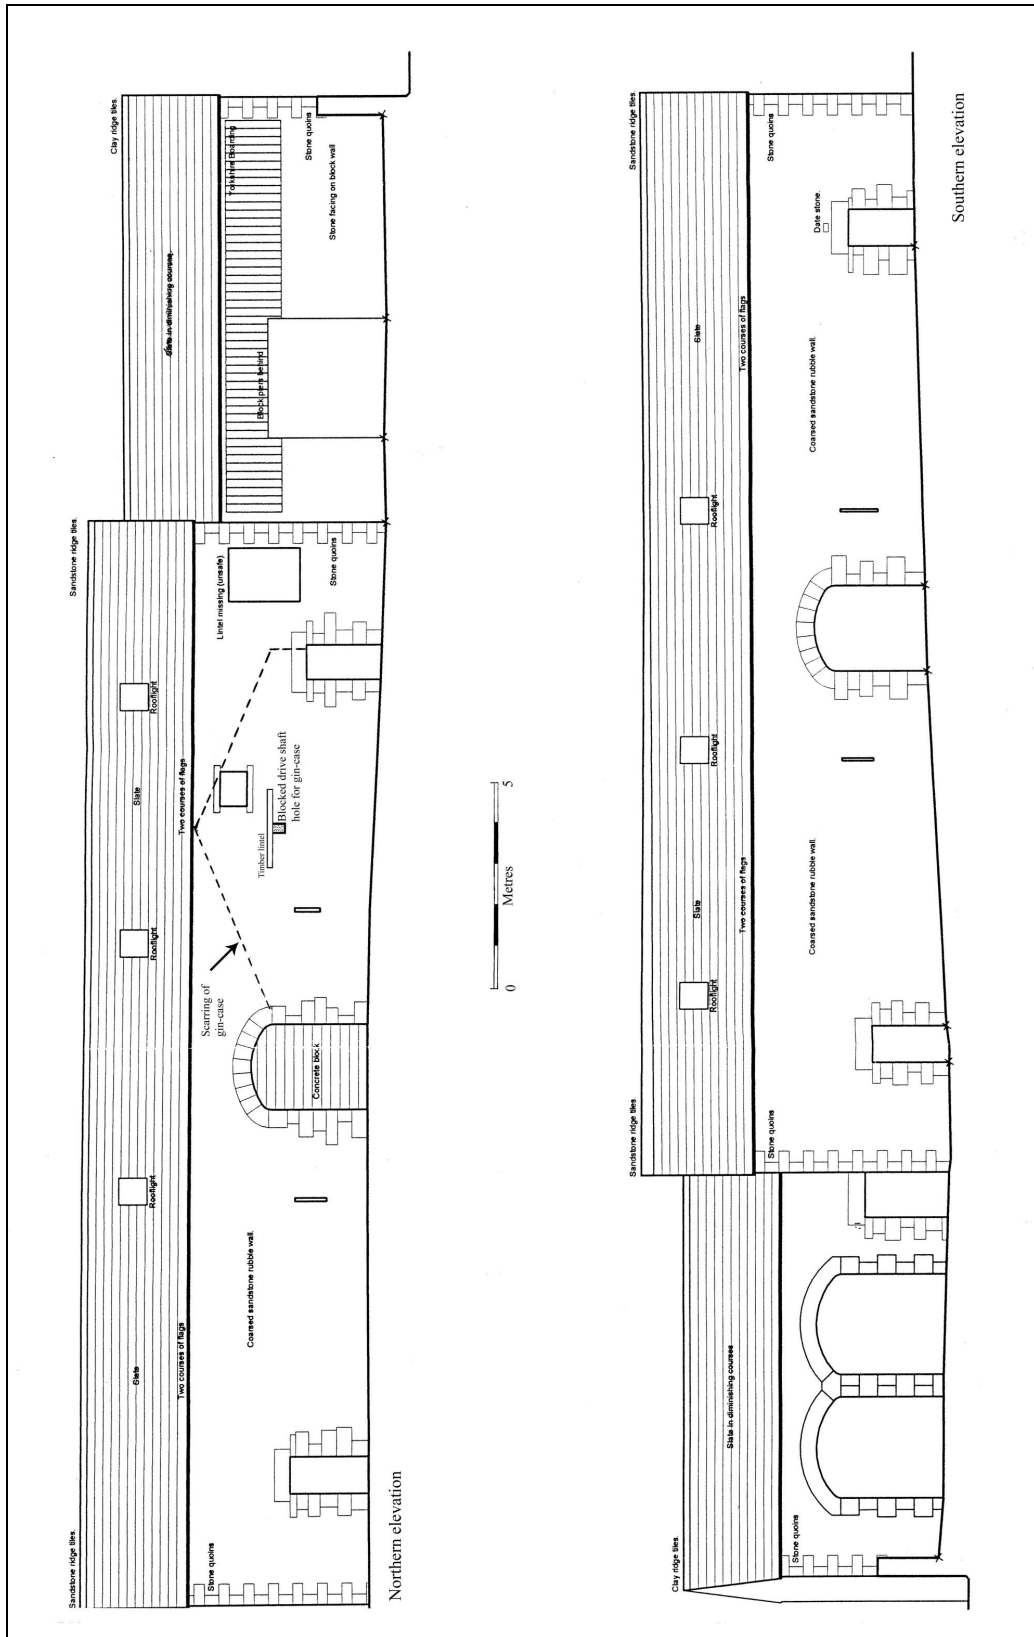 Sandstone ridge tiles.
Sandstone ridge tiles.
Clay ridge tiles.
Slate
Rooflight
Rooflight
Slate
Rooflight
Slate in diminishing courses
Two courses of flags
Two courses of flags
Stone quoins
Coarsed sandstone rubble wall.
Scarring of
gin-case
Concrete block
Timber lintel
Blocked drive shaft
hole for gin-case
Lintel missing (unsafe)
Stone quoins
Yorkshire Boarding
Block piers behind
Stone quoins
Stone facing on block wall
Northern elevation
0
5
Metres
Clay ridge tiles.
Sandstone ridge tiles.
Sandstone ridge tiles.
Slate in diminishing courses
Rooflight
Slate
Rooflight
Rooflight
Slate
Two courses of flags
Two courses of flags
Stone quoins
Stone quoins
Coarsed sandstone rubble wall.
Coarsed sandstone rubble wall.
Date stone.
Stone quoins
Southern elevation